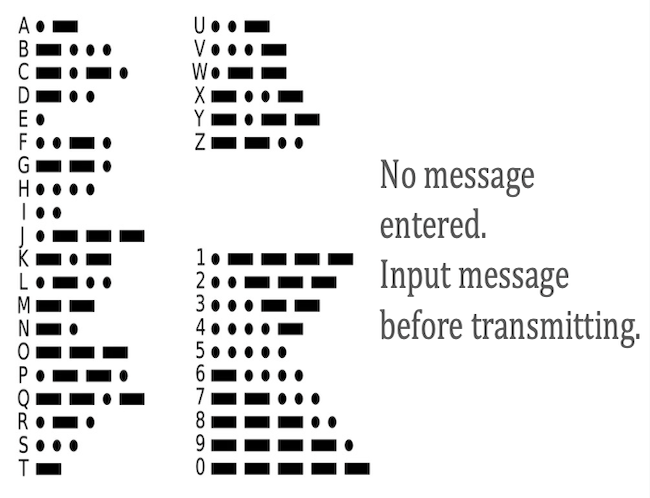 A
B
C
D
E
F
G
H
I
J
K
L
M
N
O
P
Q
R
S
T
U
V
W
X
Y
Z
1
2
3
4
5
6
7
8
9
0
No message
entered.
Input message
before transmitting.